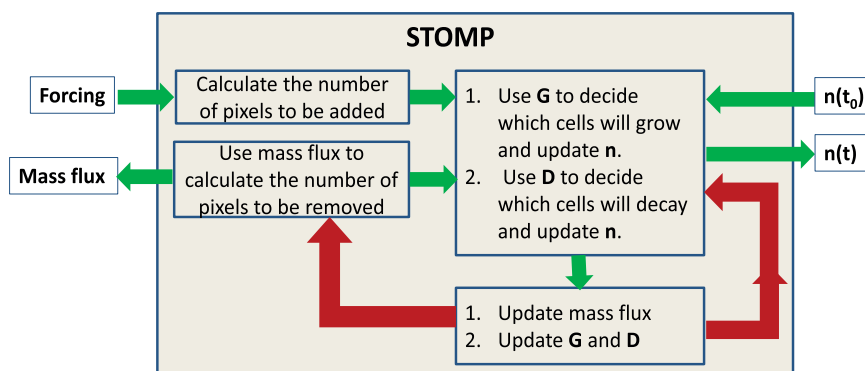 STOMP
Forcing
Calculate the number
of pixels to be added
Mass flux
Use mass flux to
calculate the number of
pixels to be removed
1. Use G to decide
which cells will grow
and update n.
2. Use D to decide
which cells will decay
and update n.
n(t₀)
n(t)
1. Update mass flux
2. Update G and D